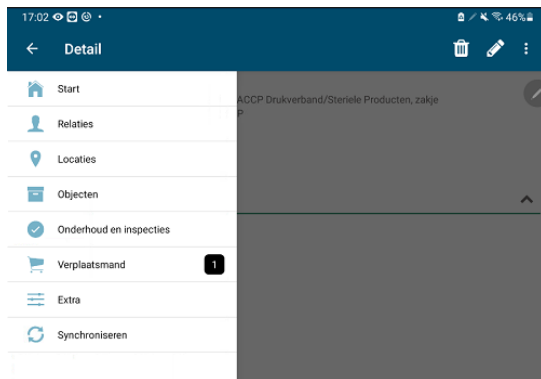 17:02
46%
Detail
Start
ACCP Drukverband/Steriele Producten, zakje
P
Relaties
Locaties
Objecten
Onderhoud en inspecties
Verplaatsmand 1
Extra
Synchroniseren